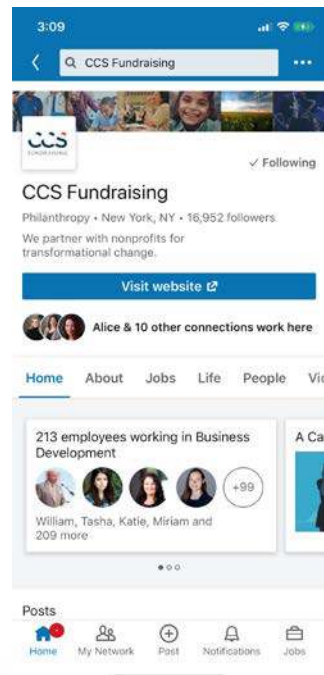 3:09
CCS Fundraising
CCS
FUNDRAISING
✓ Following
CCS Fundraising
Philanthropy • New York, NY • 16,952 followers
We partner with nonprofits for
transformational change.
Visit website
Alice & 10 other connections work here
Home About Jobs Life People Vi
213 employees working in Business
Development
+99
William, Tasha, Katie, Miriam and
209 more
A Ca
Posts
Home My Network Post Notifications Jobs